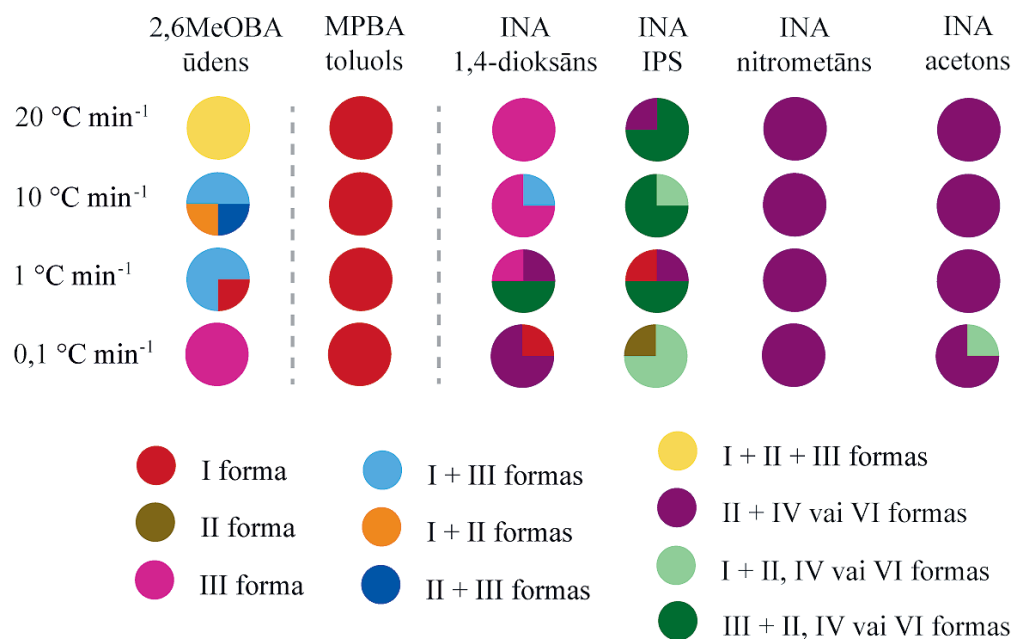 2,6MeOBA
ūdens
MPBA
toluols
INA
1,4-dioksāns
INA
IPS
INA
nitrometāns
INA
acetons
20 °C min⁻¹
10 °C min⁻¹
1 °C min⁻¹
0,1 °C min⁻¹
I forma
II forma
III forma
I + III formas
I + II formas
II + III formas
I + II + III formas
II + IV vai VI formas
I + II, IV vai VI formas
III + II, IV vai VI formas